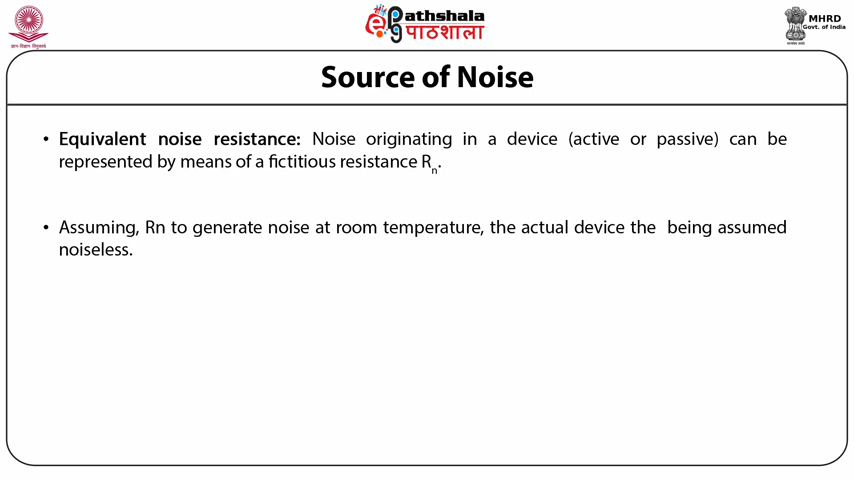 Pathshala
पाठशाला
MHRD
Govt. of India
Source of Noise
• Equivalent noise resistance: Noise originating in a device (active or passive) can be
represented by means of a fictitious resistance Rn.
• Assuming, Rn to generate noise at room temperature, the actual device the being assumed
noiseless.